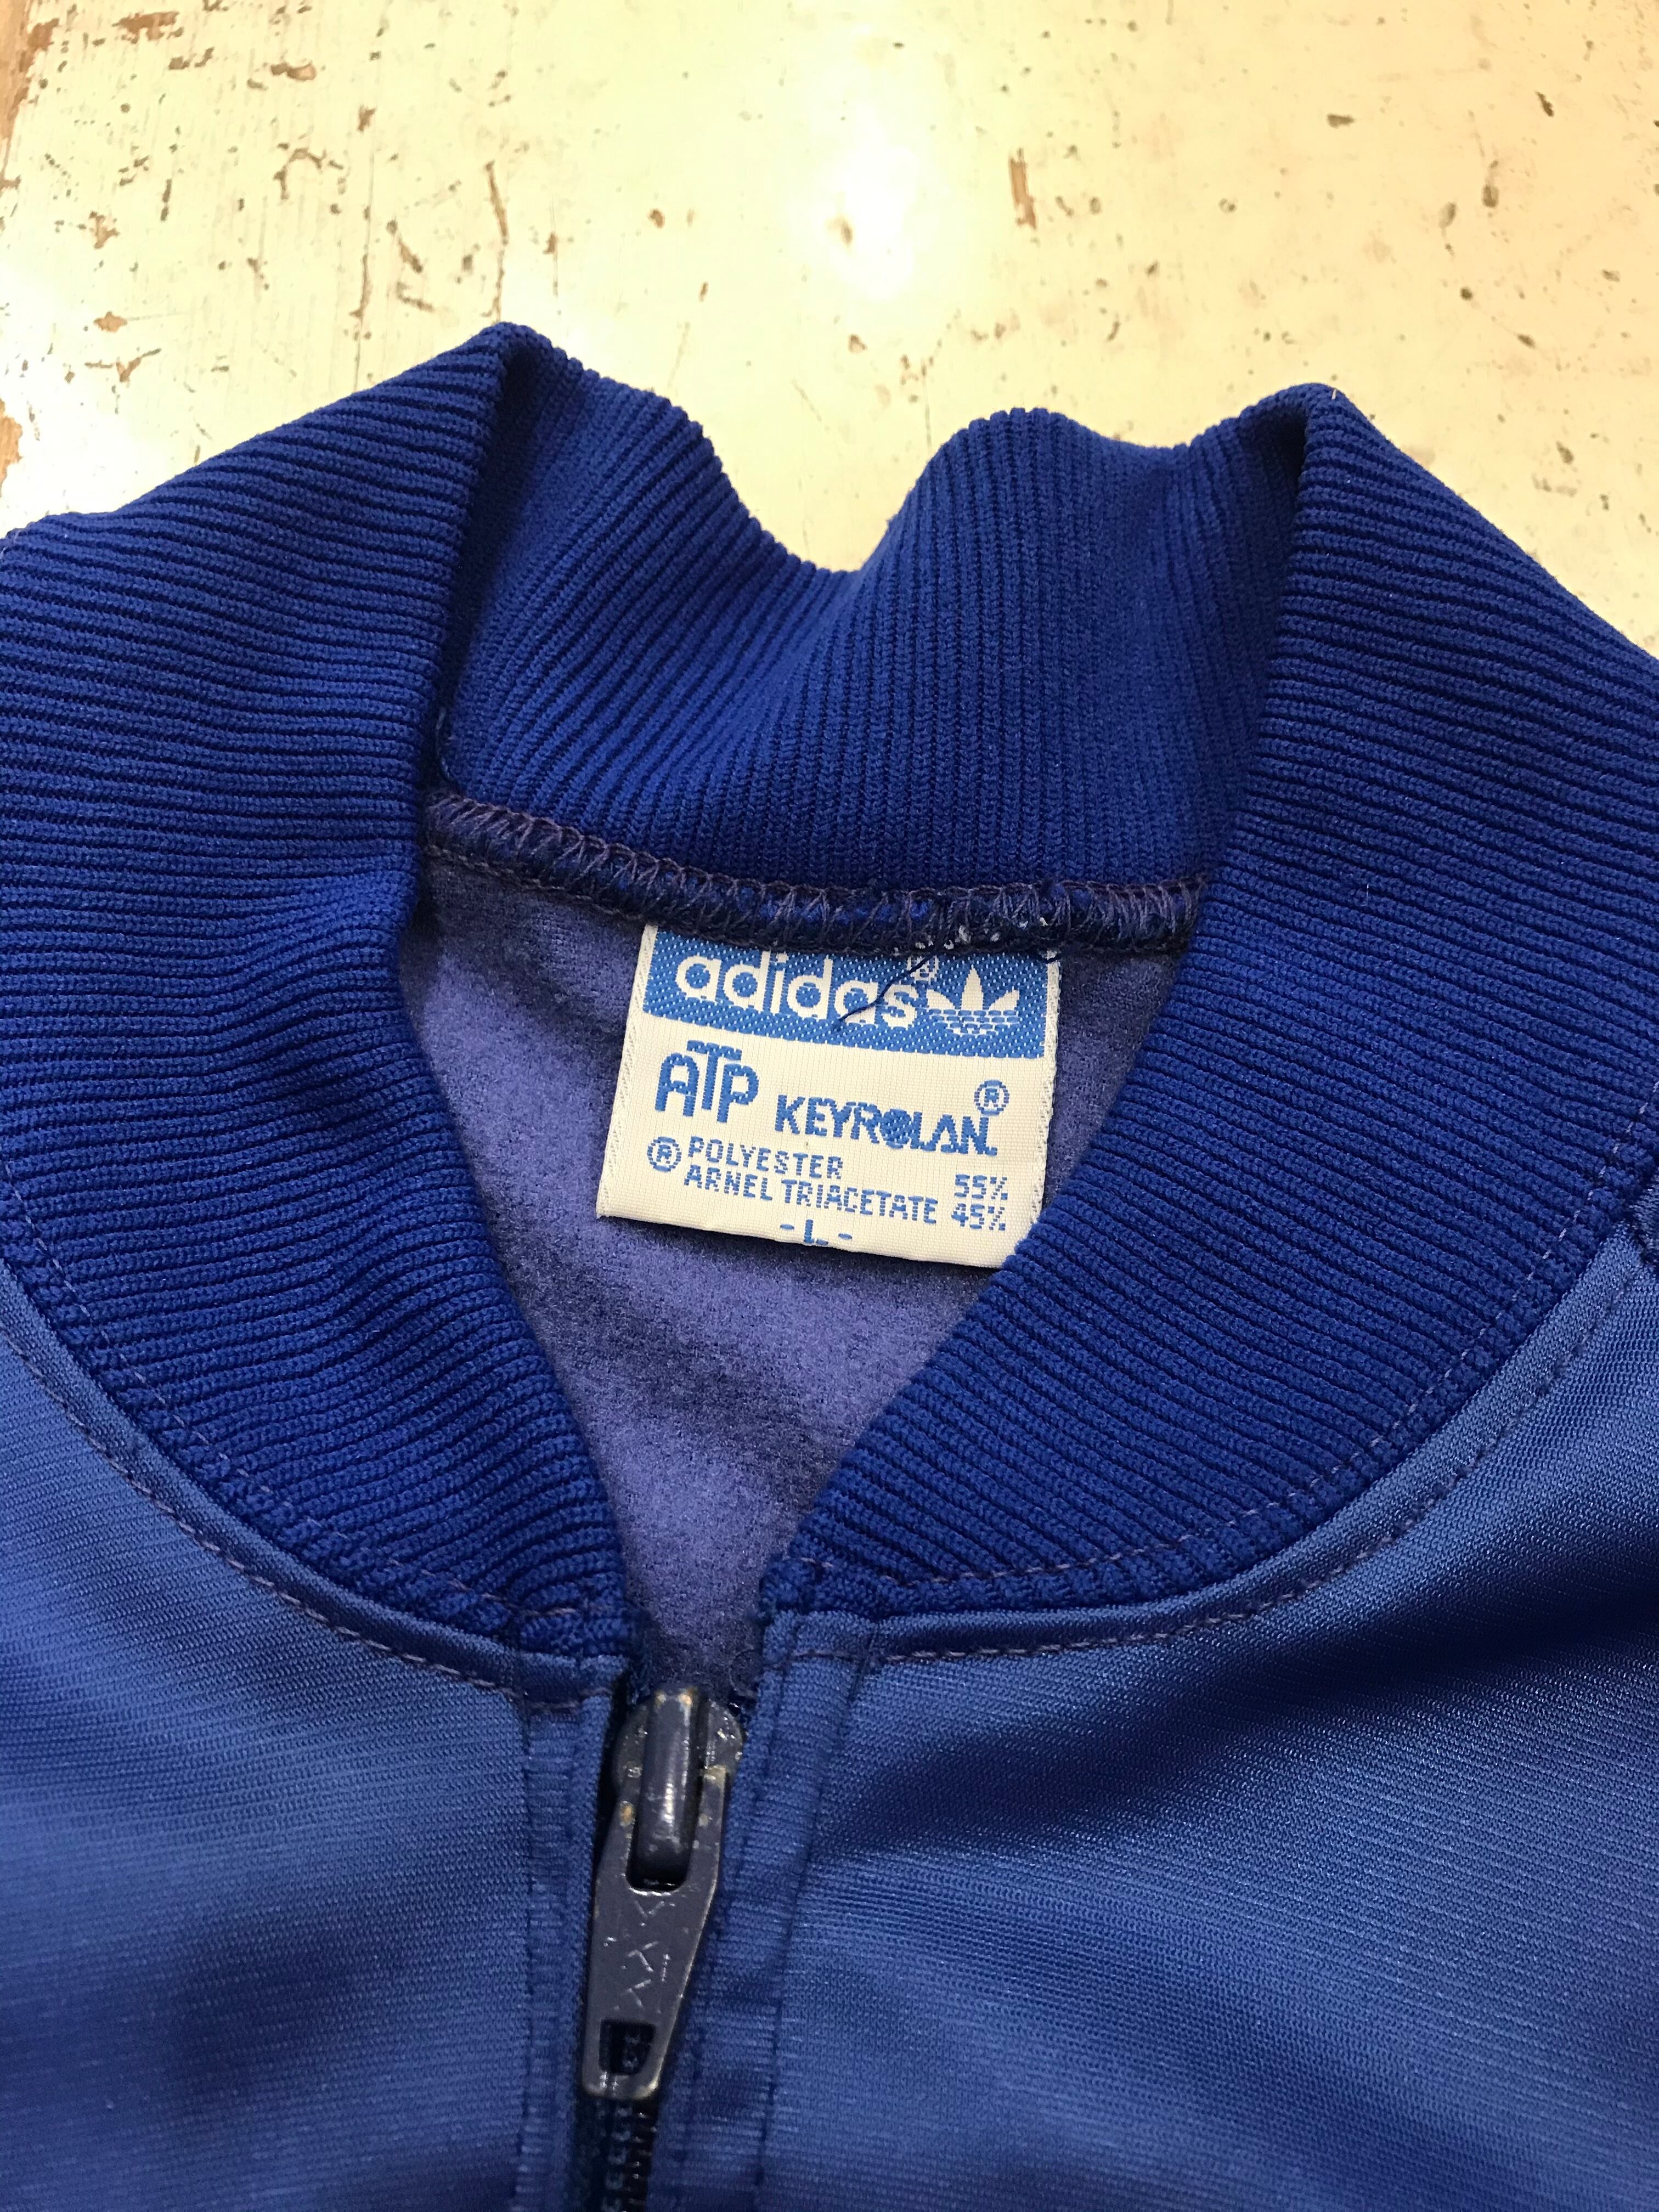 adidas®
ATP KEYROLAN®
® POLYESTER 55%
ARNEL TRIACETATE 45%
- L -